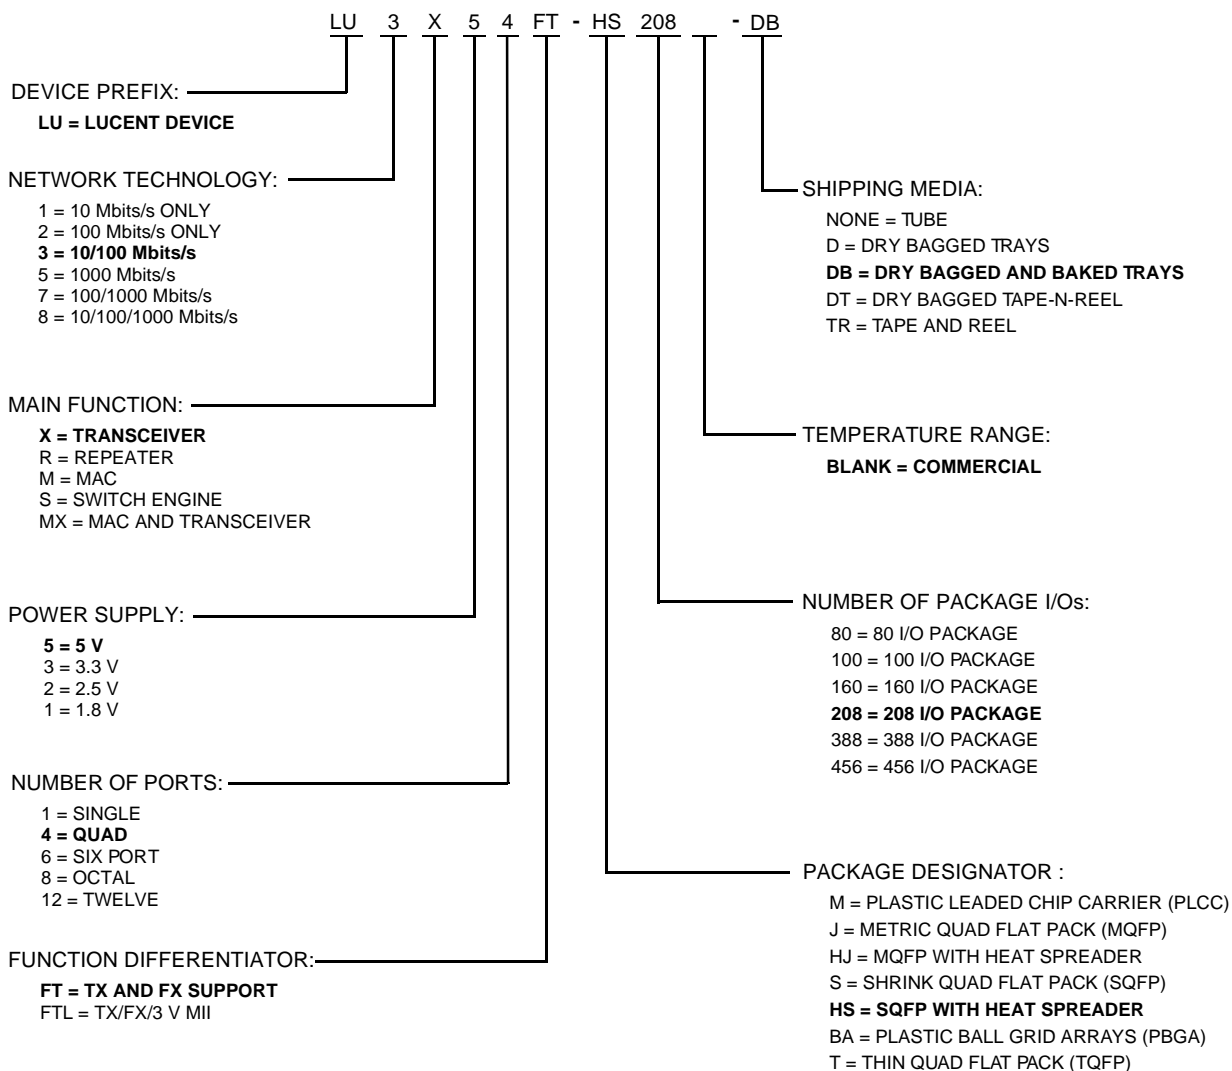 LU 3 X 5 4 FT - HS 208 - DB
DEVICE PREFIX:
LU = LUCENT DEVICE
NETWORK TECHNOLOGY:
1 = 10 Mbits/s ONLY
2 = 100 Mbits/s ONLY
3 = 10/100 Mbits/s
5 = 1000 Mbits/s
7 = 100/1000 Mbits/s
8 = 10/100/1000 Mbits/s
MAIN FUNCTION:
X = TRANSCEIVER
R = REPEATER
M = MAC
S = SWITCH ENGINE
MX = MAC AND TRANSCEIVER
POWER SUPPLY:
5 = 5 V
3 = 3.3 V
2 = 2.5 V
1 = 1.8 V
NUMBER OF PORTS:
1 = SINGLE
4 = QUAD
6 = SIX PORT
8 = OCTAL
12 = TWELVE
FUNCTION DIFFERENTIATOR:
FT = TX AND FX SUPPORT
FTL = TX/FX/3 V MII
SHIPPING MEDIA:
NONE = TUBE
D = DRY BAGGED TRAYS
DB = DRY BAGGED AND BAKED TRAYS
DT = DRY BAGGED TAPE-N-REEL
TR = TAPE AND REEL
TEMPERATURE RANGE:
BLANK = COMMERCIAL
NUMBER OF PACKAGE I/Os:
80 = 80 I/O PACKAGE
100 = 100 I/O PACKAGE
160 = 160 I/O PACKAGE
208 = 208 I/O PACKAGE
388 = 388 I/O PACKAGE
456 = 456 I/O PACKAGE
PACKAGE DESIGNATOR :
M = PLASTIC LEADED CHIP CARRIER (PLCC)
J = METRIC QUAD FLAT PACK (MQFP)
HJ = MQFP WITH HEAT SPREADER
S = SHRINK QUAD FLAT PACK (SQFP)
HS = SQFP WITH HEAT SPREADER
BA = PLASTIC BALL GRID ARRAYS (PBGA)
T = THIN QUAD FLAT PACK (TQFP)